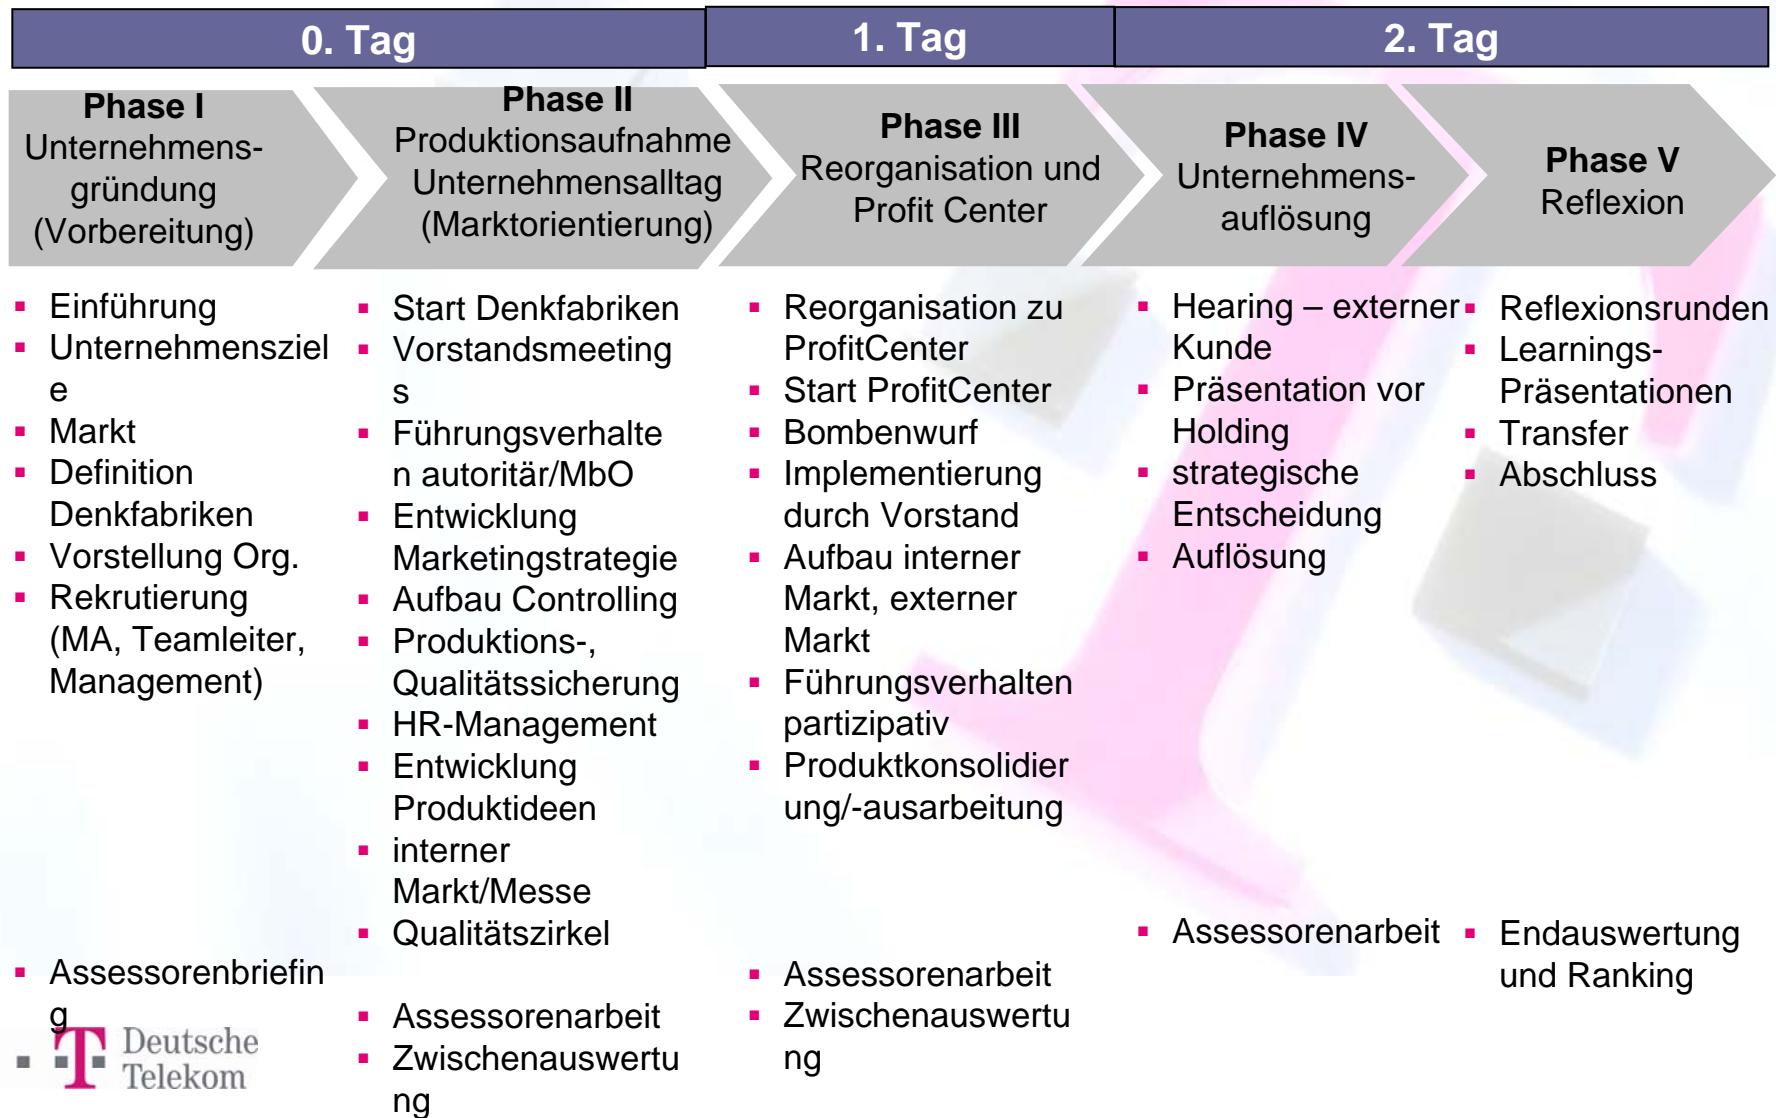 0. Tag
1. Tag
2. Tag
Phase I
Unternehmens-
gründung
(Vorbereitung)
Phase II
Produktionsaufnahme
Unternehmensalltag
(Marktorientierung)
Phase III
Reorganisation und
Profit Center
Phase IV
Unternehmens-
auflösung
Phase V
Reflexion
▪ Einführung
▪ Unternehmensziel
e
▪ Markt
▪ Definition
Denkfabriken
▪ Vorstellung Org.
▪ Rekrutierung
(MA, Teamleiter,
Management)
▪ Assessorenbriefin
g
▪ Start Denkfabriken
▪ Vorstandsmeeting
s
▪ Führungsverhalte
n autoritär/MbO
▪ Entwicklung
Marketingstrategie
▪ Aufbau Controlling
▪ Produktions-,
Qualitätssicherung
▪ HR-Management
▪ Entwicklung
Produktideen
▪ interner
Markt/Messe
▪ Qualitätszirkel
▪ Assessorenarbeit
▪ Zwischenauswertu
ng
▪ Reorganisation zu
ProfitCenter
▪ Start ProfitCenter
▪ Bombenwurf
▪ Implementierung
durch Vorstand
▪ Aufbau interner
Markt, externer
Markt
▪ Führungsverhalten
partizipativ
▪ Produktkonsolidier
ung/-ausarbeitung
▪ Assessorenarbeit
▪ Zwischenauswertu
ng
▪ Hearing – externer
Kunde
▪ Präsentation vor
Holding
▪ strategische
Entscheidung
▪ Auflösung
▪ Assessorenarbeit
▪ Reflexionsrunden
▪ Learnings-
Präsentationen
▪ Transfer
▪ Abschluss
▪ Endauswertung
und Ranking
T Deutsche
Telekom